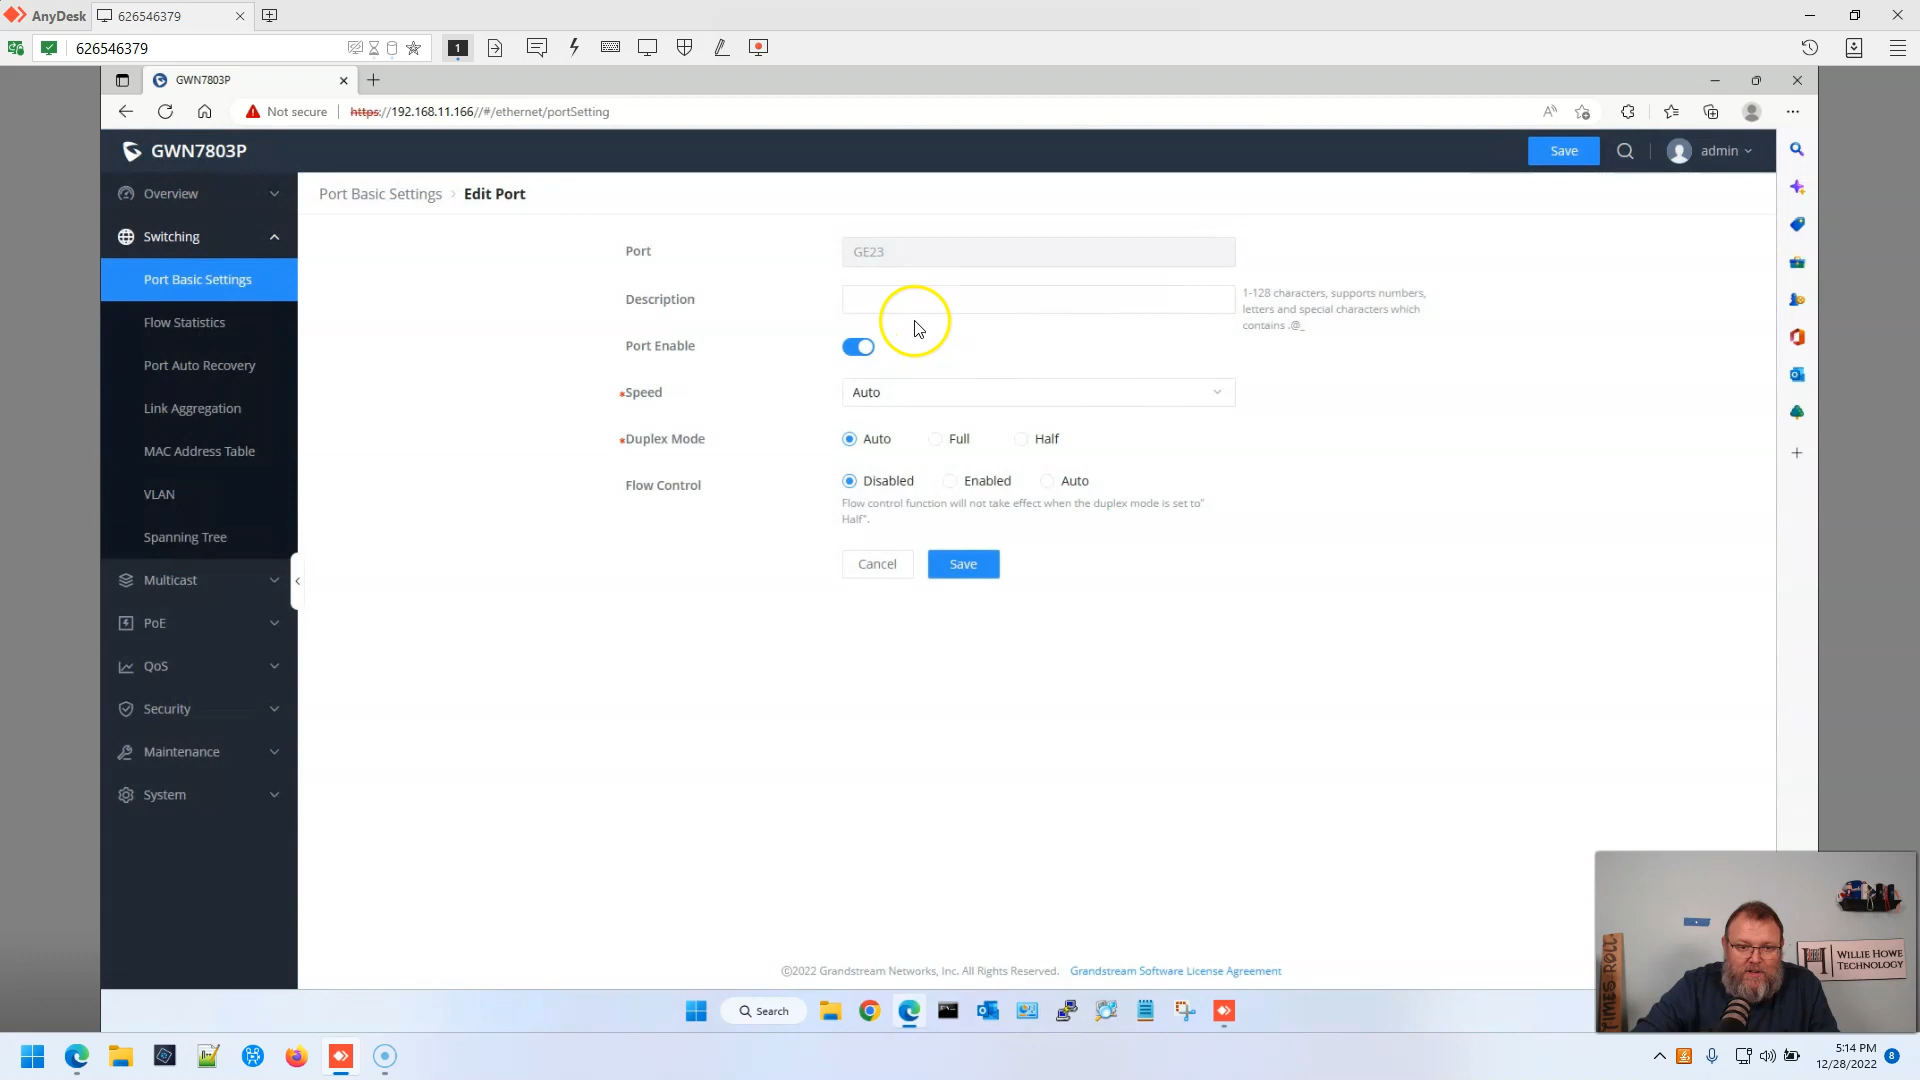 AnyDesk
626546379
626546379
1
GWN7803P
Not secure
https://192.168.11.166//#/ethernet/portSetting
GWN7803P
Save
admin
Overview
Switching
Port Basic Settings
Flow Statistics
Port Auto Recovery
Link Aggregation
MAC Address Table
VLAN
Spanning Tree
Multicast
PoE
QoS
Security
Maintenance
System
Port Basic Settings › Edit Port
Port
GE23
Description
1-128 characters, supports numbers,
letters and special characters which
contains .@_
Port Enable
*Speed
Auto
*Duplex Mode
Auto
Full
Half
Flow Control
Disabled
Enabled
Auto
Flow control function will not take effect when the duplex mode is set to"
Half".
Cancel
Save
©2022 Grandstream Networks, Inc. All Rights Reserved. Grandstream Software License Agreement
TIMES ROLL
WILLIE HOWE
TECHNOLOGY
Search
5:14 PM
12/28/2022
8